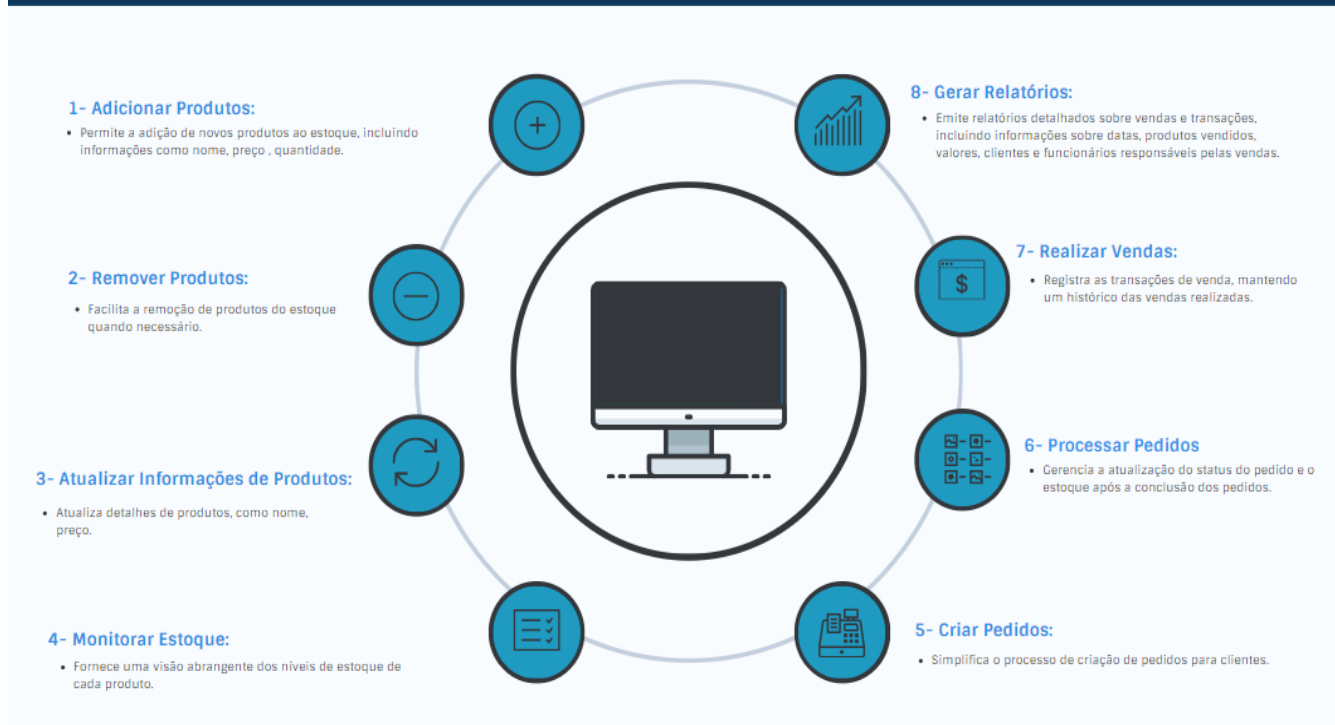 1- Adicionar Produtos:
• Permite a adição de novos produtos ao estoque, incluindo
informações como nome, preço , quantidade.
2- Remover Produtos:
• Facilita a remoção de produtos do estoque
quando necessário.
3- Atualizar Informações de Produtos:
• Atualiza detalhes de produtos, como nome,
preço.
4- Monitorar Estoque:
• Fornece uma visão abrangente dos níveis de estoque de
cada produto.
5- Criar Pedidos:
• Simplifica o processo de criação de pedidos para clientes.
6- Processar Pedidos
• Gerencia a atualização do status do pedido e o
estoque após a conclusão dos pedidos.
7- Realizar Vendas:
• Registra as transações de venda, mantendo
um histórico das vendas realizadas.
$
8- Gerar Relatórios:
• Emite relatórios detalhados sobre vendas e transações,
incluindo informações sobre datas, produtos vendidos,
valores, clientes e funcionários responsáveis pelas vendas.